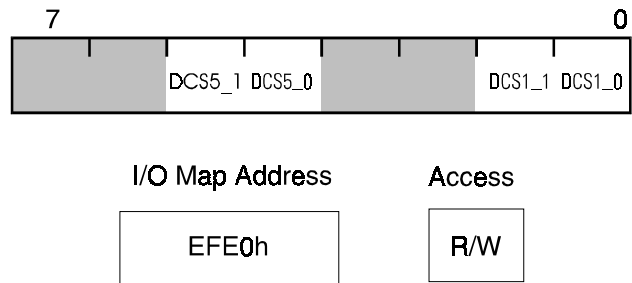 7 0
DCS5_1 DCS5_0 DCS1_1 DCS1_0
I/O Map Address Access
EFE0h R/W